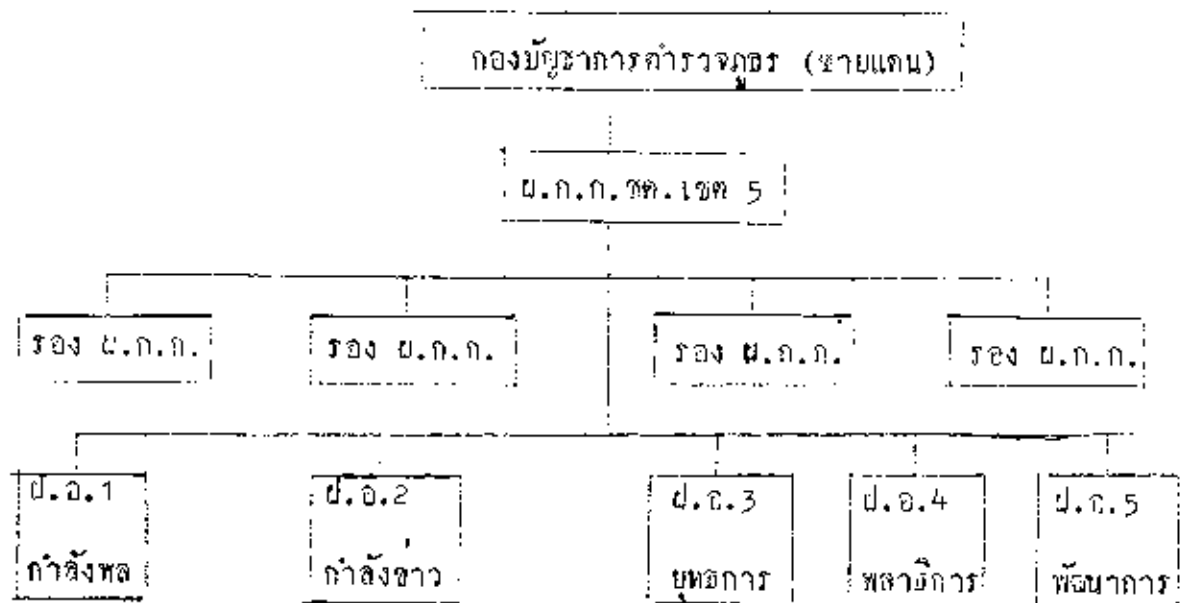 กองบัญชาการตำรวจภูธร (ชายแดน)
ผ.ก.ก.ชด.เขต 5
รอง ผ.ก.ก. รอง ผ.ก.ก. รอง ผ.ก.ก. รอง ผ.ก.ก.
ฝ.อ.1 ฝ.อ.2 ฝ.อ.3 ฝ.อ.4 ฝ.อ.5
กำลังพล กำลังข่าว ยุทธการ พลาธิการ พัฒนาการ